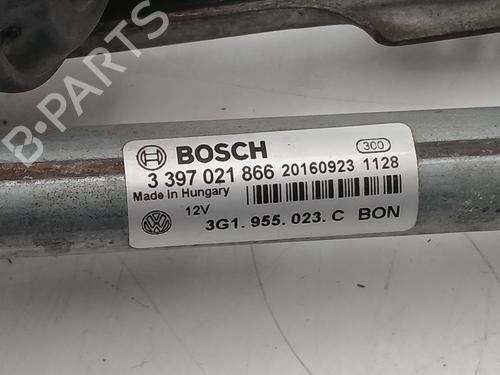 BOSCH
300
3 397 021 866 20160923 1128
Made in Hungary
12V
3G1. 955. 023. C BON
B-PARTS